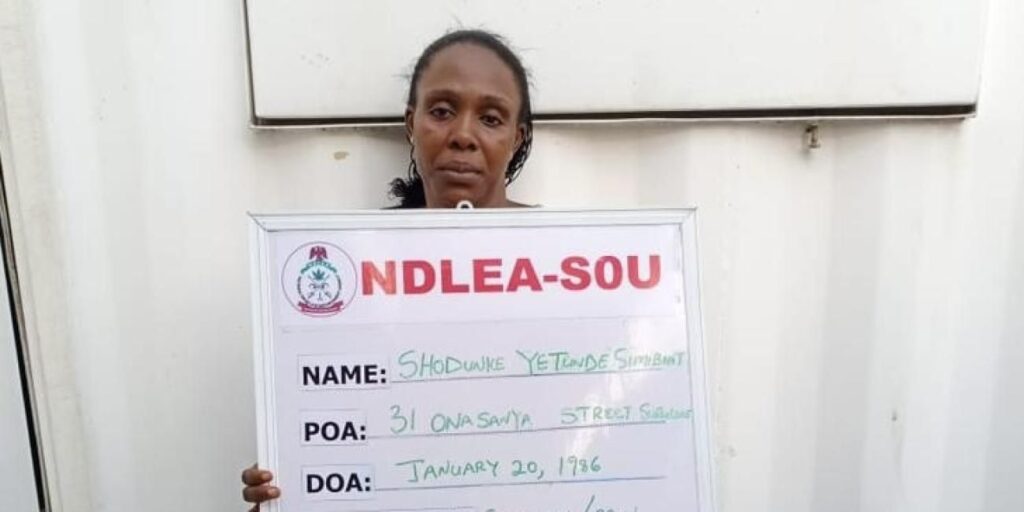 NDLEA-SOU
NAME: SHODUNKE YETUNDE
POA: 31 ONASANYA STREET
DOA: JANUARY 20, 1986